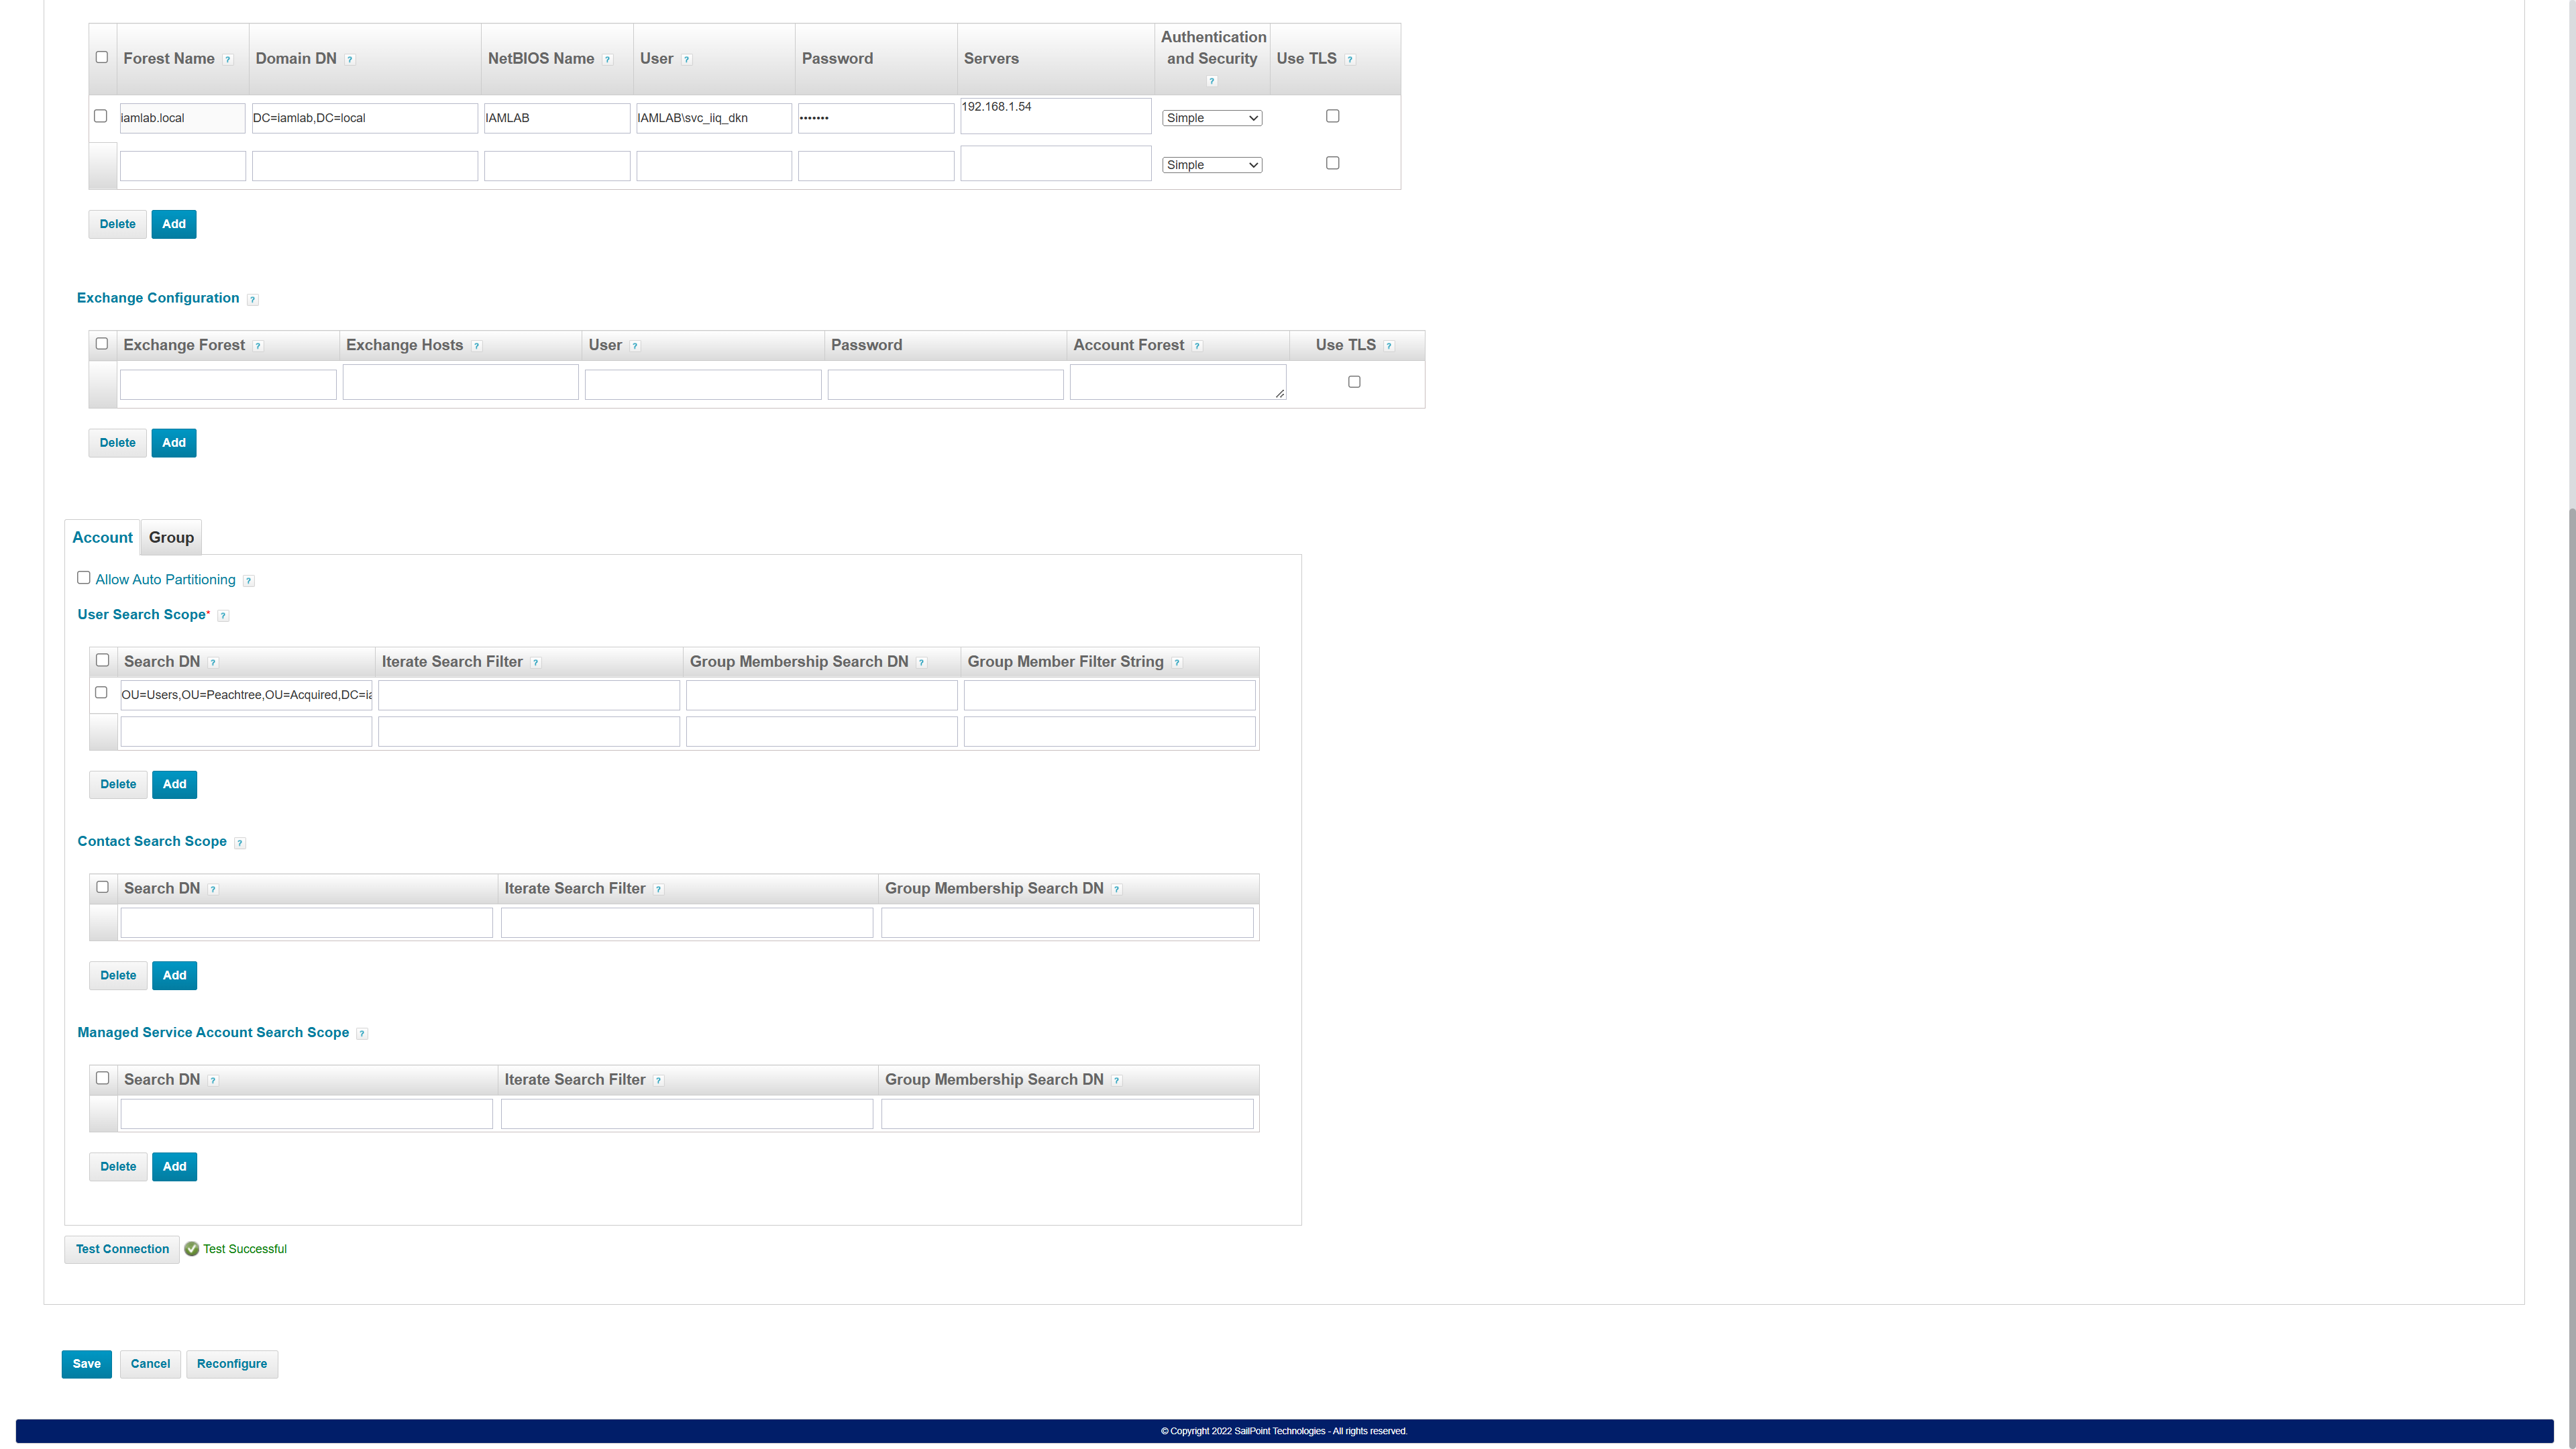 Forest Name ? Domain DN ? NetBIOS Name ? User ? Password Servers Authentication and Security ? Use TLS ?
iamlab.local DC=iamlab,DC=local IAMLAB IAMLAB\svc_iiq_dkn ••••••• 192.168.1.54 Simple
Simple
Delete Add
Exchange Configuration ?
Exchange Forest ? Exchange Hosts ? User ? Password Account Forest ? Use TLS ?
Delete Add
Account Group
Allow Auto Partitioning ?
User Search Scope* ?
Search DN ? Iterate Search Filter ? Group Membership Search DN ? Group Member Filter String ?
OU=Users,OU=Peachtree,OU=Acquired,DC=ia
Delete Add
Contact Search Scope ?
Search DN ? Iterate Search Filter ? Group Membership Search DN ?
Delete Add
Managed Service Account Search Scope ?
Search DN ? Iterate Search Filter ? Group Membership Search DN ?
Delete Add
Test Connection Test Successful
Save Cancel Reconfigure
© Copyright 2022 SailPoint Technologies - All rights reserved.